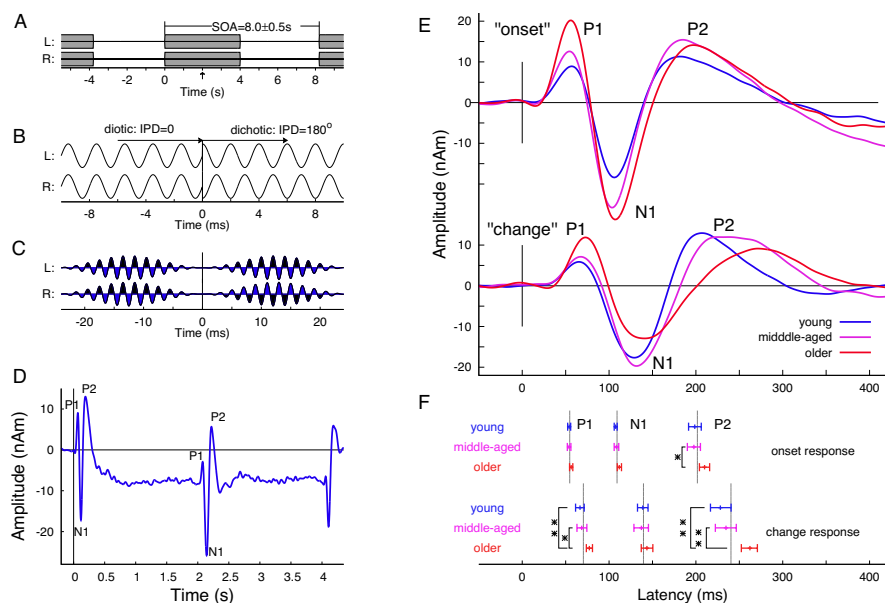 A
SOA=8.0±0.5s
L:
R:
-4 -2 0 2 4 6 8
Time (s)
B
diotic: IPD=0 dichotic: IPD=180o
L:
R:
-8 -4 0 4 8
Time (ms)
C
L:
R:
-20 -10 0 10 20
Time (ms)
D
Amplitude (nAm)
10
0
-10
-20
P1
N1
P2
P1
N1
P2
0 0.5 1 1.5 2 2.5 3 3.5 4
Time (s)
E
"onset"
P1
P2
N1
Amplitude (nAm)
20
10
0
-10
-20
"change"
P1
P2
N1
10
0
-10
-20
young
midddle-aged
older
0 100 200 300 400
F
young P1 N1 P2
middle-aged * onset response
older
young
middle-aged ** * ** ** change response
older
0 100 200 300 400
Latency (ms)